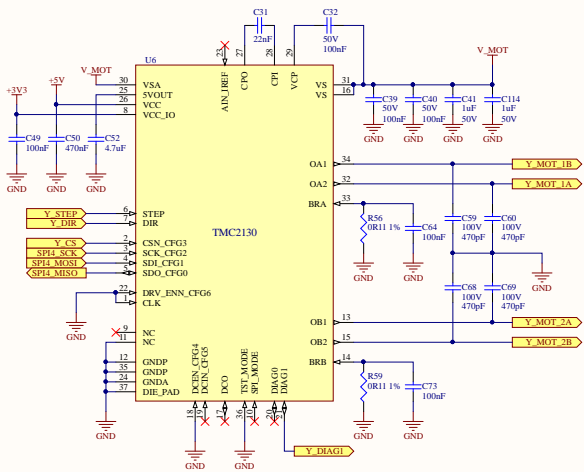 C31
22nF
C32
50V
100nF
U6
V_MOT
+5V
+3V3
V_MOT
23
27
28
29
AIN_IREF
CPO
CPI
VCP
30 VSA
25 5VOUT
26 VCC
8 VCC_IO
VS 31
VS 16
C49
100nF
C50
470nF
C52
4.7uF
GND
GND
GND
C39
50V
100nF
C40
50V
100nF
C41
1uF
50V
C114
1uF
50V
GND
GND
GND
GND
OA1 34 Y_MOT_1B
OA2 32 Y_MOT_1A
BRA 33
R56
0R11 1%
C64
100nF
GND
GND
C59
100V
470pF
C60
100V
470pF
GND
C68
100V
470pF
C69
100V
470pF
Y_STEP 6 STEP
Y_DIR 7 DIR
TMC2130
Y_CS 2 CSN_CFG3
SPI4_SCK 3 SCK_CFG2
SPI4_MOSI 4 SDI_CFG1
SPI4_MISO 5 SDO_CFG0
22 DRV_ENN_CFG6
1 CLK
GND
OB1 13 Y_MOT_2A
OB2 15 Y_MOT_2B
9 NC
11 NC
12 GNDP
35 GNDP
24 GNDA
37 DIE_PAD
GND
BRB 14
R59
0R11 1%
C73
100nF
GND
GND
DCEN_CFG4
DCIN_CFG5
DCO
TST_MODE
SPI_MODE
DIAG0
DIAG1
18
19
17
36
10
20
21
GND
GND
Y_DIAG1